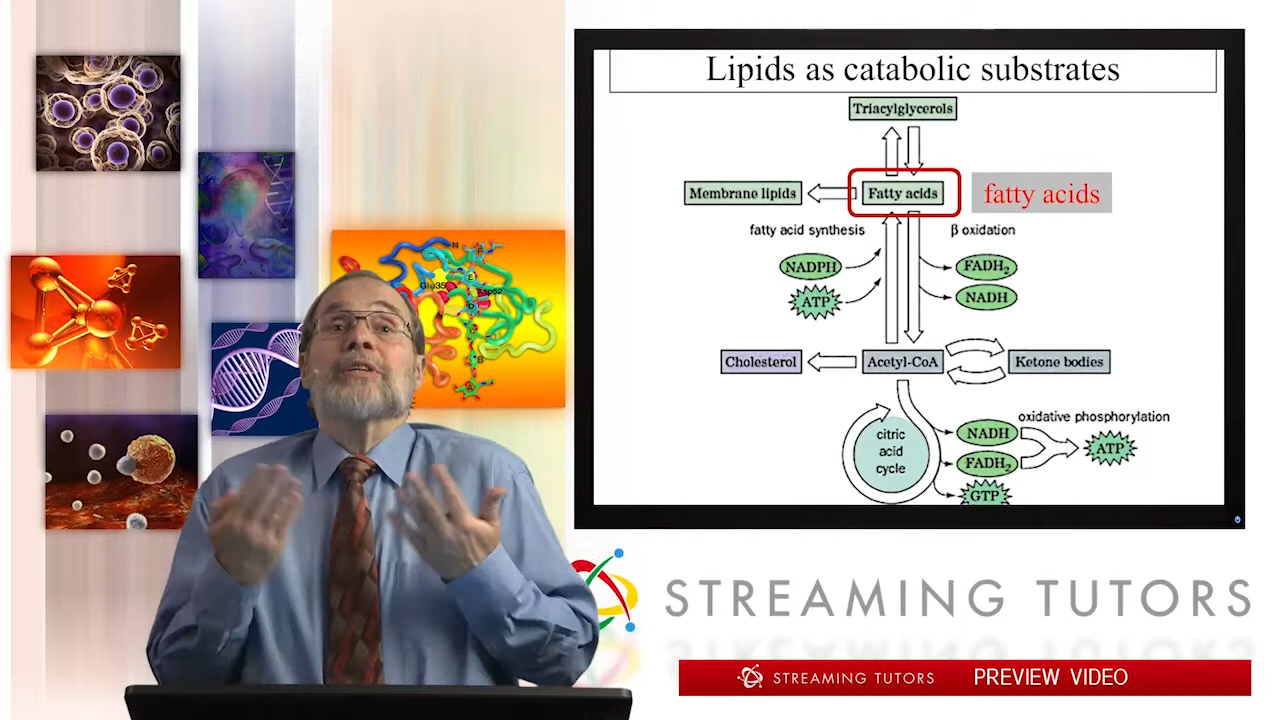 Lipids as catabolic substrates
Triacylglycerols
Membrane lipids
Fatty acids
fatty acids
fatty acid synthesis
β oxidation
NADPH
FADH₂
ATP
NADH
Cholesterol
Acetyl-CoA
Ketone bodies
citric
acid
cycle
oxidative phosphorylation
NADH
ATP
FADH₂
GTP
N
F
Glu35
E
Asp52
D
C
B
A
STREAMING TUTORS
STREAMING TUTORS
PREVIEW VIDEO